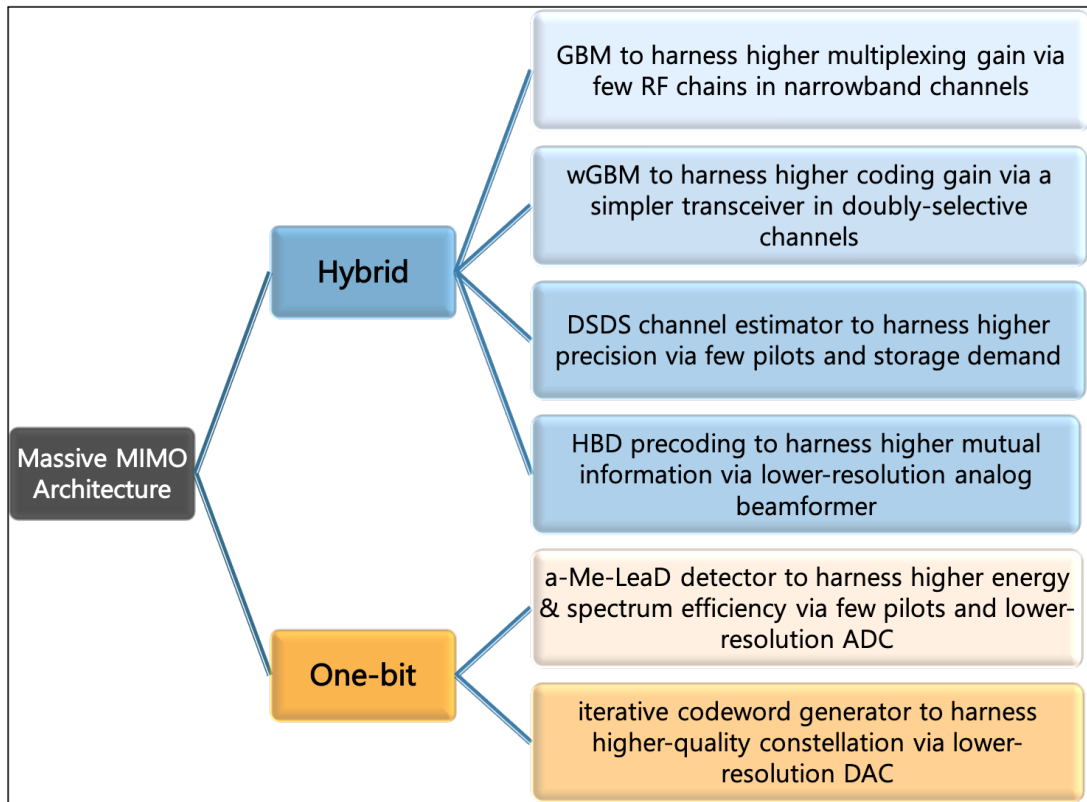 GBM to harness higher multiplexing gain via
few RF chains in narrowband channels
wGBM to harness higher coding gain via a
simpler transceiver in doubly-selective
channels
Hybrid
DSDS channel estimator to harness higher
precision via few pilots and storage demand
HBD precoding to harness higher mutual
information via lower-resolution analog
beamformer
Massive MIMO
Architecture
a-Me-LeaD detector to harness higher energy
& spectrum efficiency via few pilots and lower-
resolution ADC
One-bit
iterative codeword generator to harness
higher-quality constellation via lower-
resolution DAC